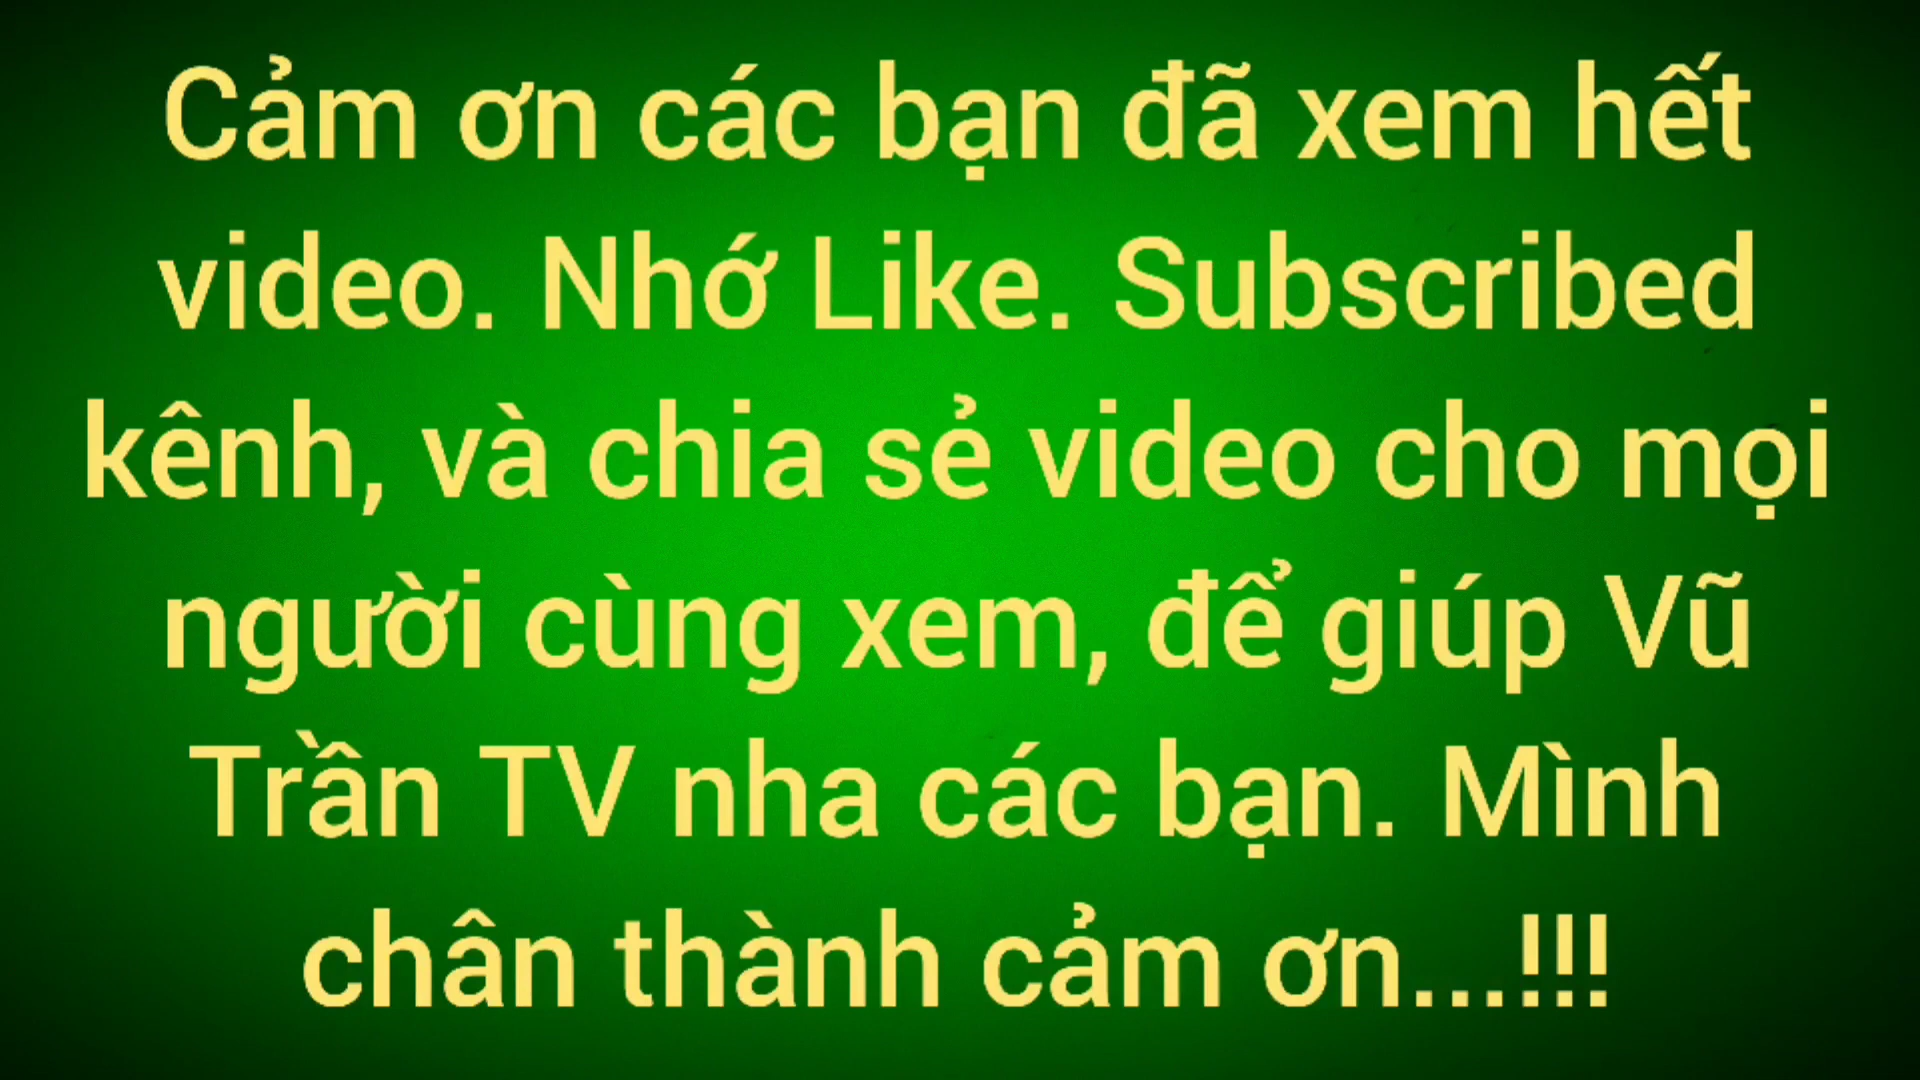 Cảm ơn các bạn đã xem hết
video. Nhớ Like. Subscribed
kênh, và chia sẻ video cho mọi
người cùng xem, để giúp Vũ
Trần TV nha các bạn. Mình
chân thành cảm ơn...!!!